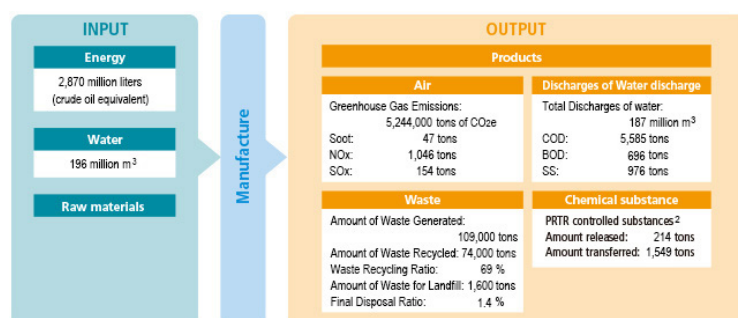 INPUT
Energy
2,870 million liters
(crude oil equivalent)
Water
196 million m3
Raw materials
Manufacture
OUTPUT
Products
Air
Greenhouse Gas Emissions:
5,244,000 tons of COze
Soot: 47 tons
NOx: 1,046 tons
SOx: 154 tons
Discharges of Water discharge
Total Discharges of water:
187 million m3
COD: 5,585 tons
BOD: 696 tons
SS: 976 tons
Waste
Amount of Waste Generated:
109,000 tons
Amount of Waste Recycled: 74,000 tons
Waste Recycling Ratio: 69 %
Amount of Waste for Landfill: 1,600 tons
Final Disposal Ratio: 1.4 %
Chemical substance
PRTR controlled substances2
Amount released: 214 tons
Amount transferred: 1,549 tons